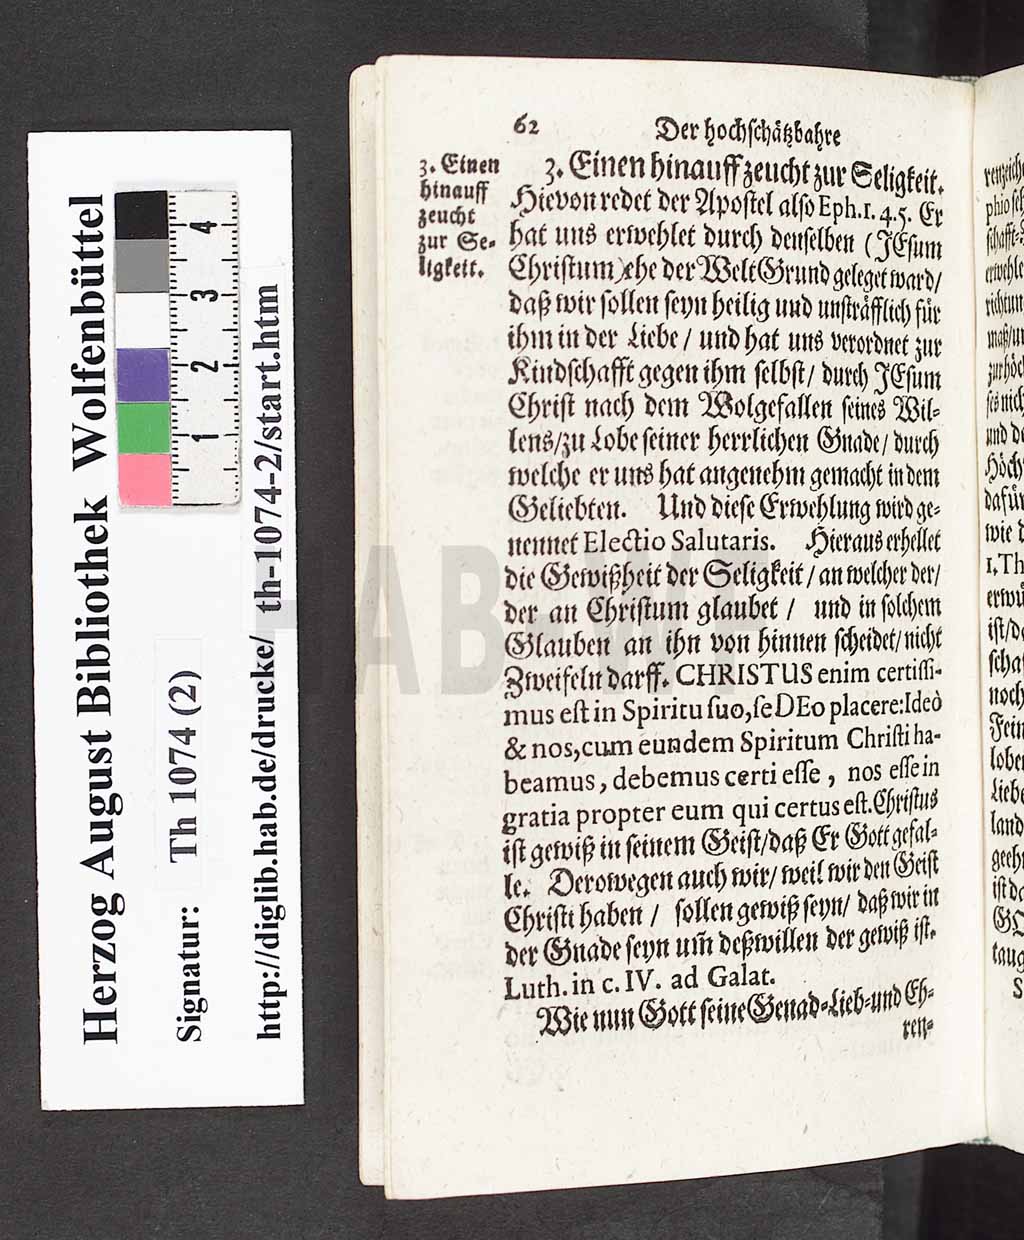 Herzog August Bibliothek Wolfenbüttel
Signatur: Th 1074 (2)
http://diglib.hab.de/drucke/ th-1074-2/start.htm
4
3
2
1
62 Der hochschätzbahre
3. Einen
hinauff
zeucht
zur Se-
ligkeit.
3. Einen hinauff zeucht zur Seligkeit.
Hievon redet der Apostel also Eph. 1. 4. 5. Er
hat uns erwehlet durch denselben (JEsum
Christum) ehe der Welt Grund geleget ward/
daß wir sollen seyn heilig und unsträfflich für
ihm in der Liebe / und hat uns verordnet zur
Kindschafft gegen ihm selbst/ durch JEsum
Christ nach dem Wolgefallen seines Wil-
lens/zu Lobe seiner herrlichen Gnade/ durch
welche er uns hat angenehm gemacht in dem
Geliebten. Und diese Erwehlung wird ge-
nennet Electio Salutaris. Hieraus erhellet
die Gewißheit der Seligkeit / an welcher der/
der an Christum glaubet / und in solchem
Glauben an ihn von hinnen scheidet/ nicht
Zweifeln darff. CHRISTUS enim certissi-
mus est in Spiritu suo, se DEo placere: Ideò
& nos, cum eundem Spiritum Christi ha-
beamus, debemus certi esse, nos esse in
gratia propter eum qui certus est. Christus
ist gewiß in seinem Geist/daß Er Gott gefal-
le. Derowegen auch wir/ weil wir den Geist
Christi haben / sollen gewiß seyn/ daß wir in
der Gnade seyn um̃ deßwillen der gewiß ist.
Luth. in c. IV. ad Galat.
Wie nun Gott seine Genad-Lieb-und Eh-
ren-